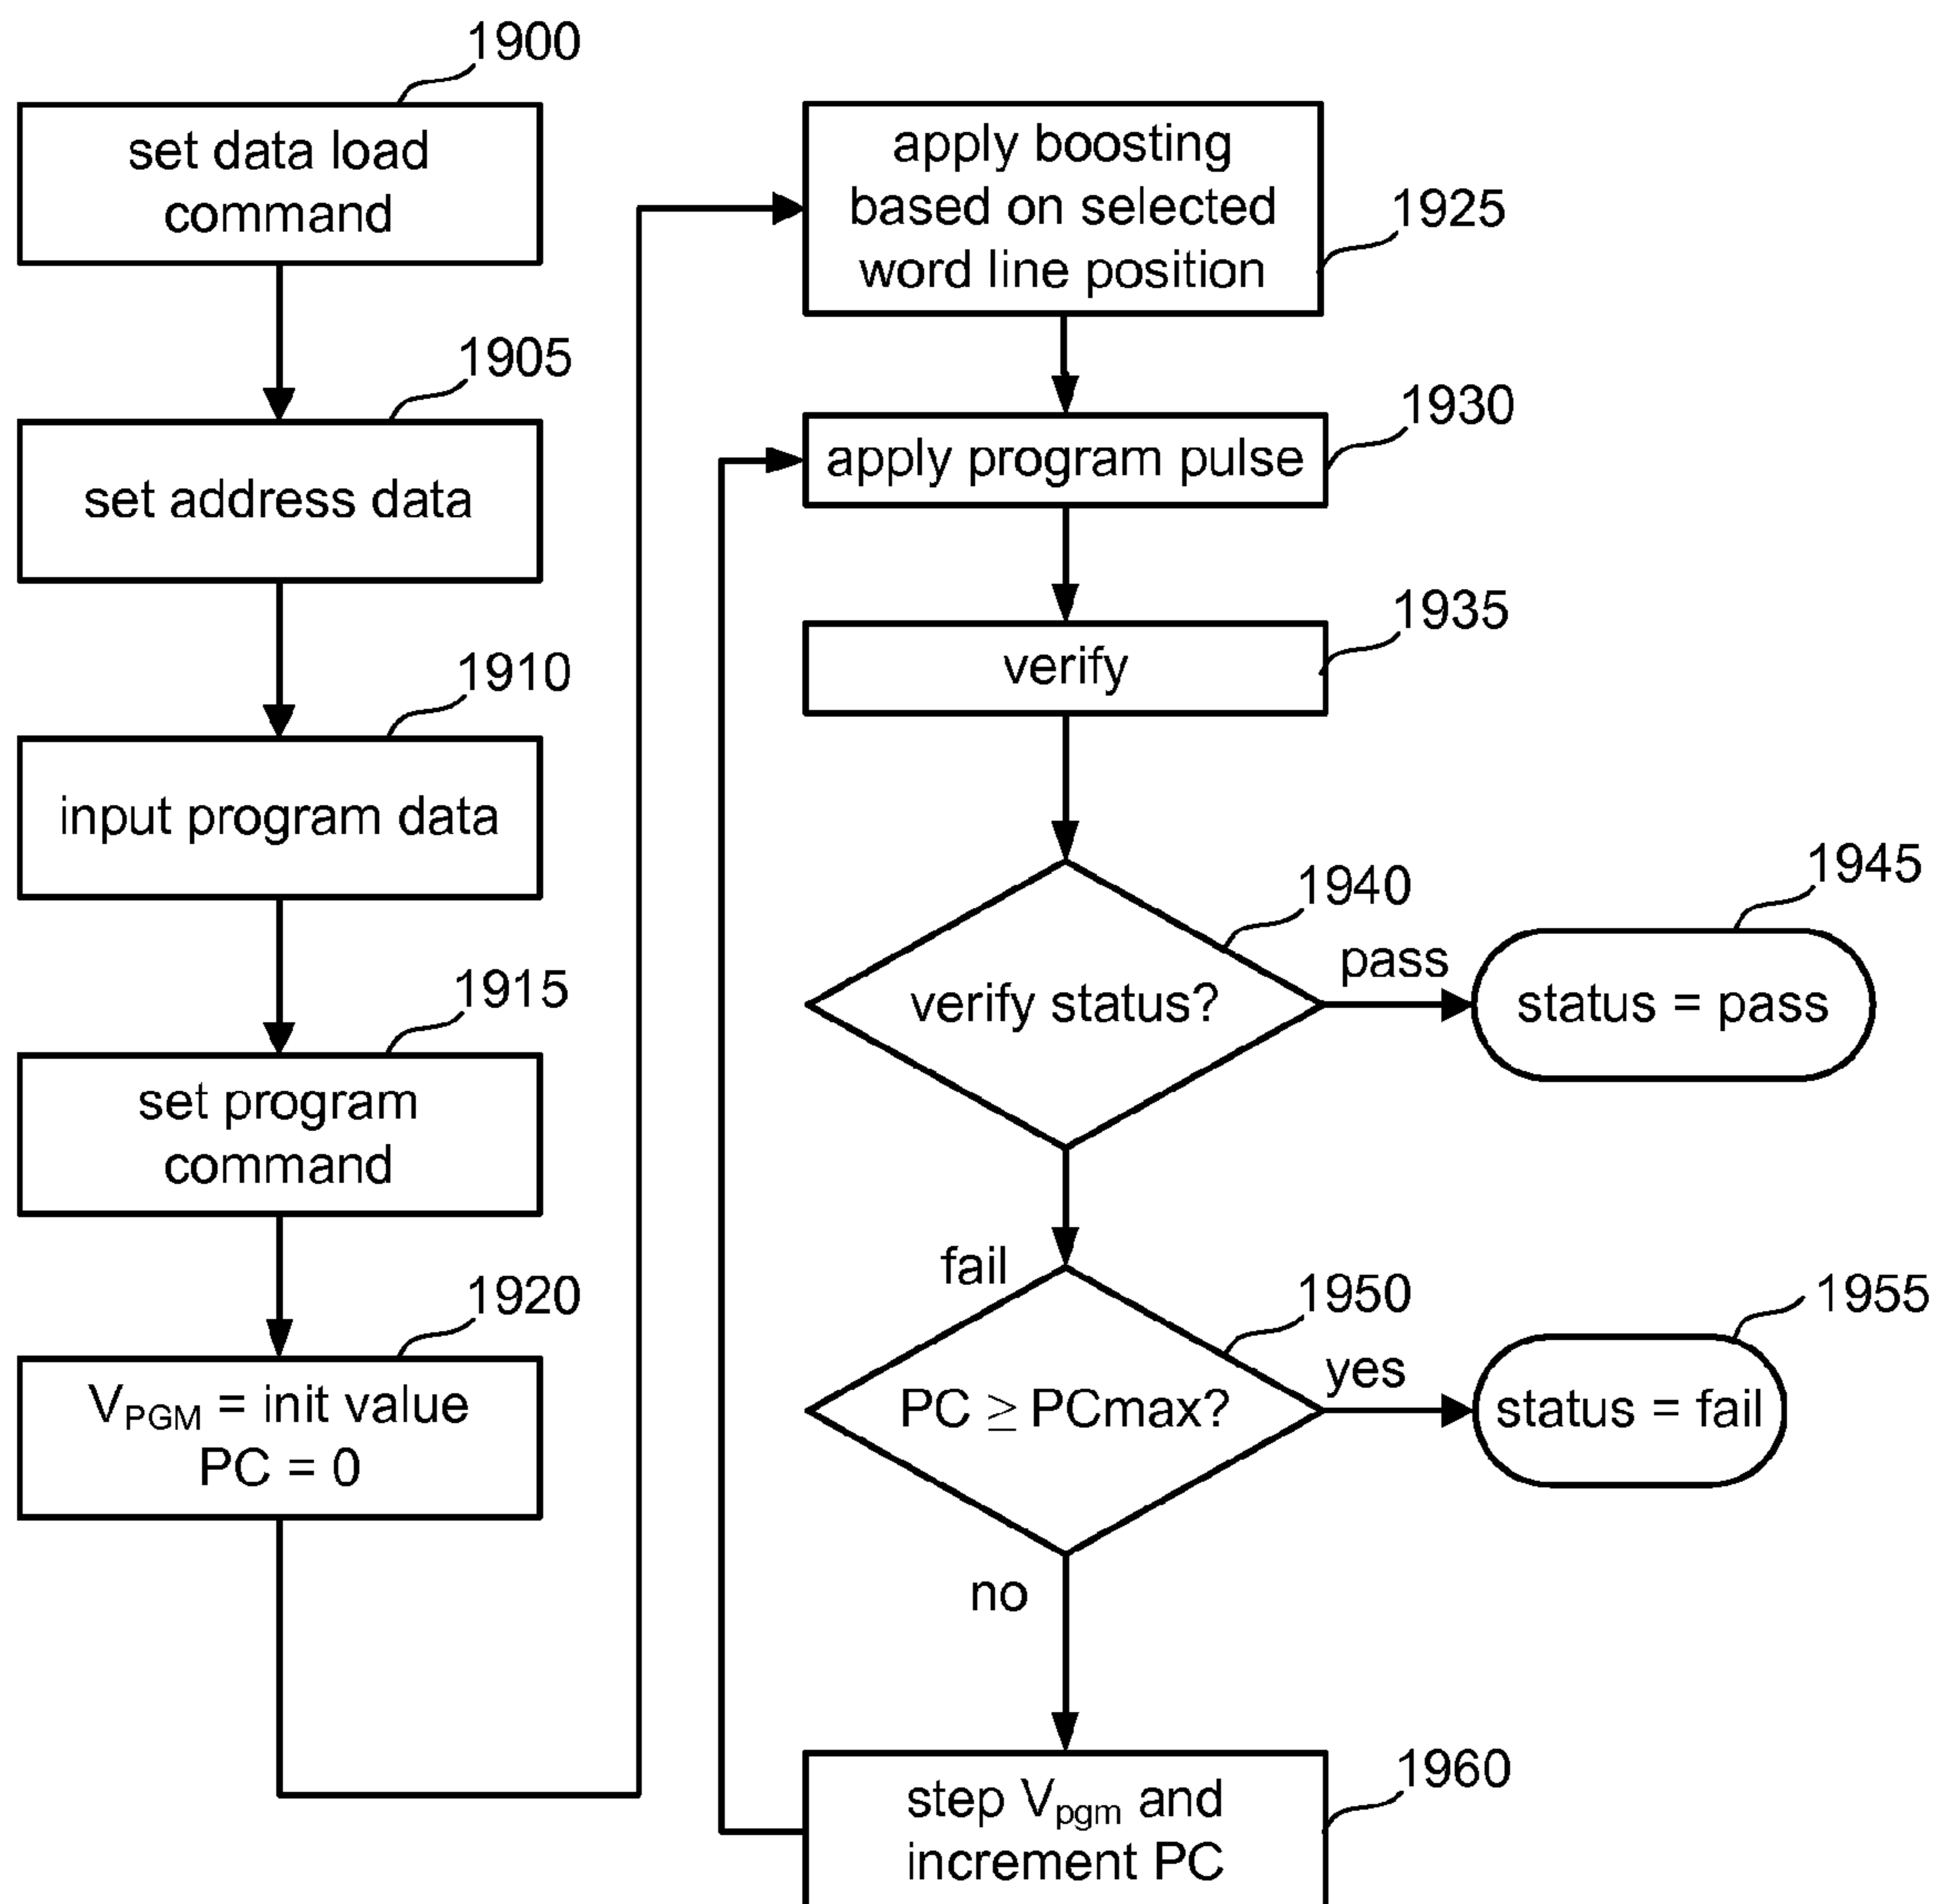 1900
set data load
command
1905
set address data
1910
input program data
1915
set program
command
1920
VPGM = init value
PC = 0
apply boosting
based on selected
word line position
1925
apply program pulse
1930
verify
1935
verify status?
1940
pass
status = pass
1945
fail
PC ≥ PCmax?
1950
yes
status = fail
1955
no
step Vpgm and
increment PC
1960